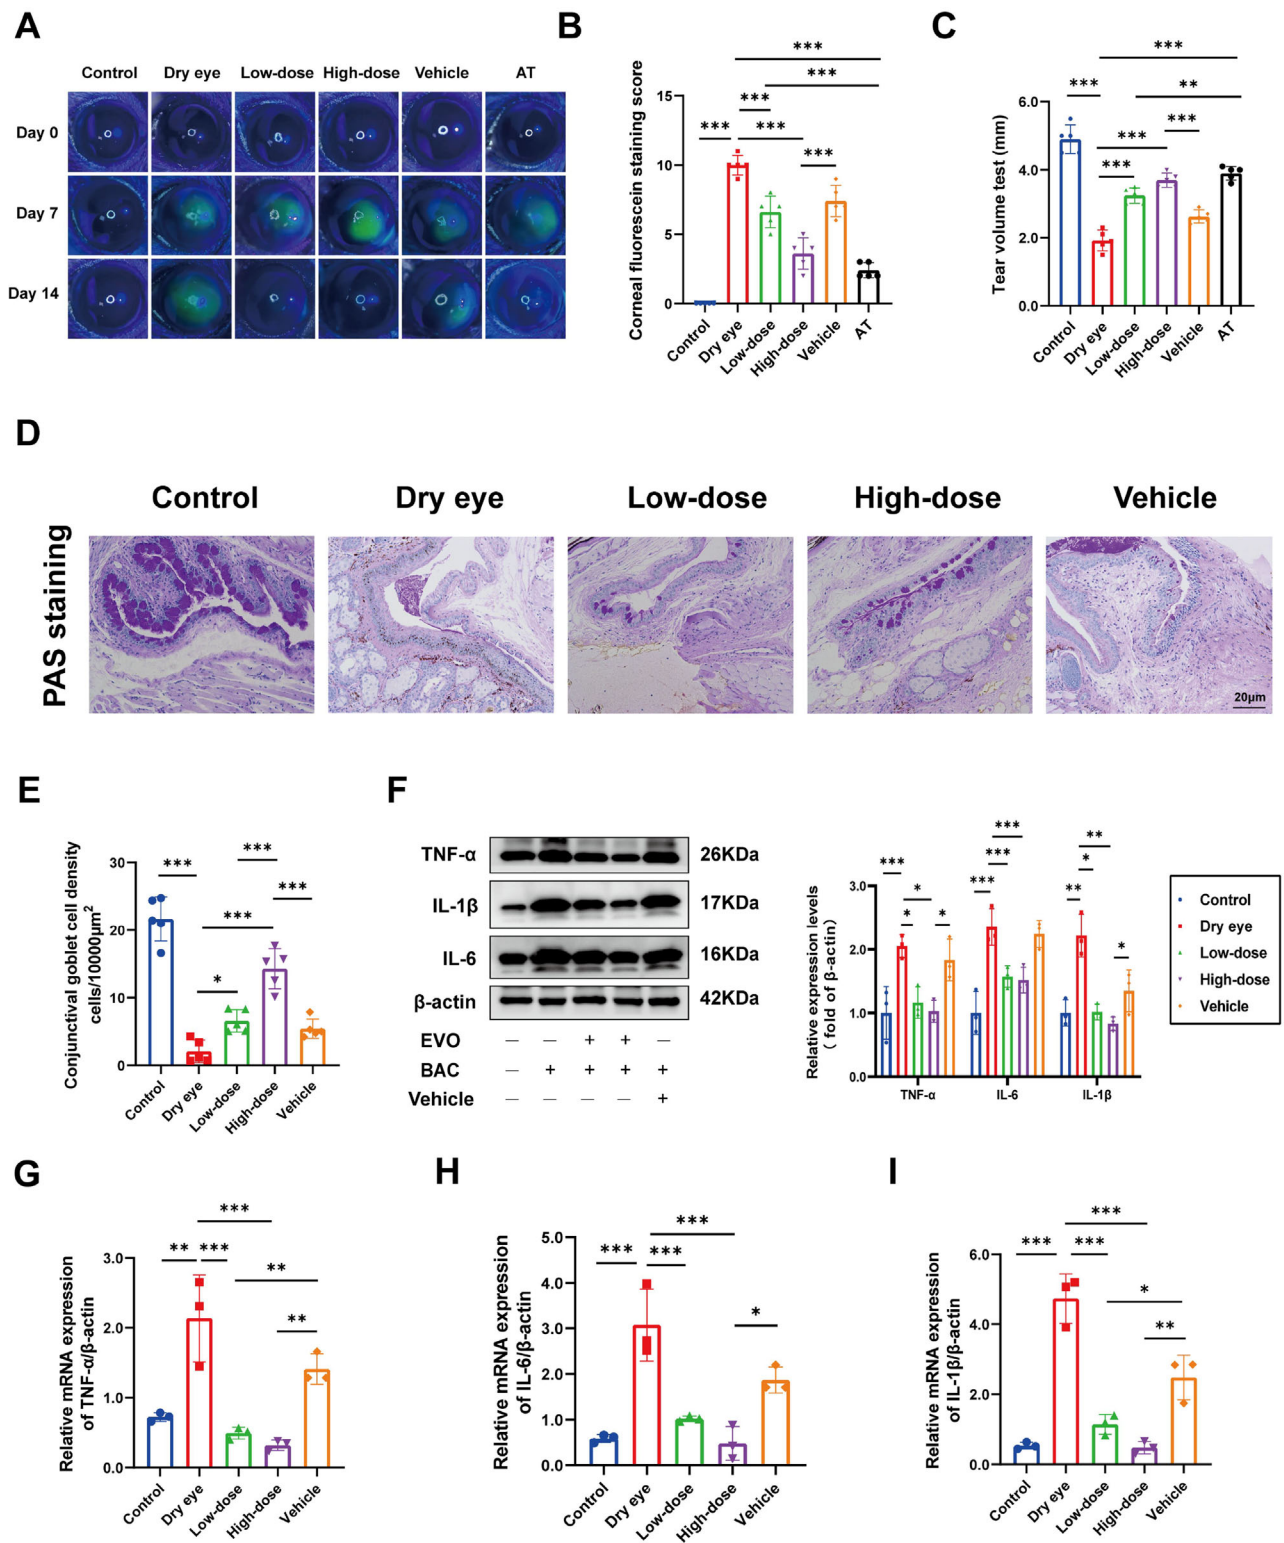 A
Control Dry eye Low-dose High-dose Vehicle AT
Day 0
Day 7
Day 14
B
Corneal fluorescein staining score
15
10
5
0
*** *** *** *** *** ***
Control Dry eye Low-dose High-dose Vehicle AT
C
Tear volume test (mm)
6.0
4.0
2.0
0.0
*** *** ** *** *** ***
Control Dry eye Low-dose High-dose Vehicle AT
D
Control Dry eye Low-dose High-dose Vehicle
PAS staining
20μm
E
Conjunctival goblet cell density
cells/10000μm²
30
20
10
0
*** *** *** *** *
Control Dry eye Low-dose High-dose Vehicle
F
TNF-α 26KDa
IL-1β 17KDa
IL-6 16KDa
β-actin 42KDa
EVO — — + + —
BAC — + + + +
Vehicle — — — — +
Relative expression levels
( fold of β-actin)
3.0
2.0
1.0
0.0
*** * * * *** *** *** ** * ** *
TNF-α IL-6 IL-1β
Control
Dry eye
Low-dose
High-dose
Vehicle
G
Relative mRNA expression
of TNF-α/β-actin
3.0
2.0
1.0
0.0
*** ** *** ** **
Control Dry eye Low-dose High-dose Vehicle
H
Relative mRNA expression
of IL-6/β-actin
5.0
4.0
3.0
2.0
1.0
0.0
*** *** *** *
Control Dry eye Low-dose High-dose Vehicle
I
Relative mRNA expression
of IL-1β/β-actin
6.0
4.0
2.0
0.0
*** *** *** * **
Control Dry eye Low-dose High-dose Vehicle